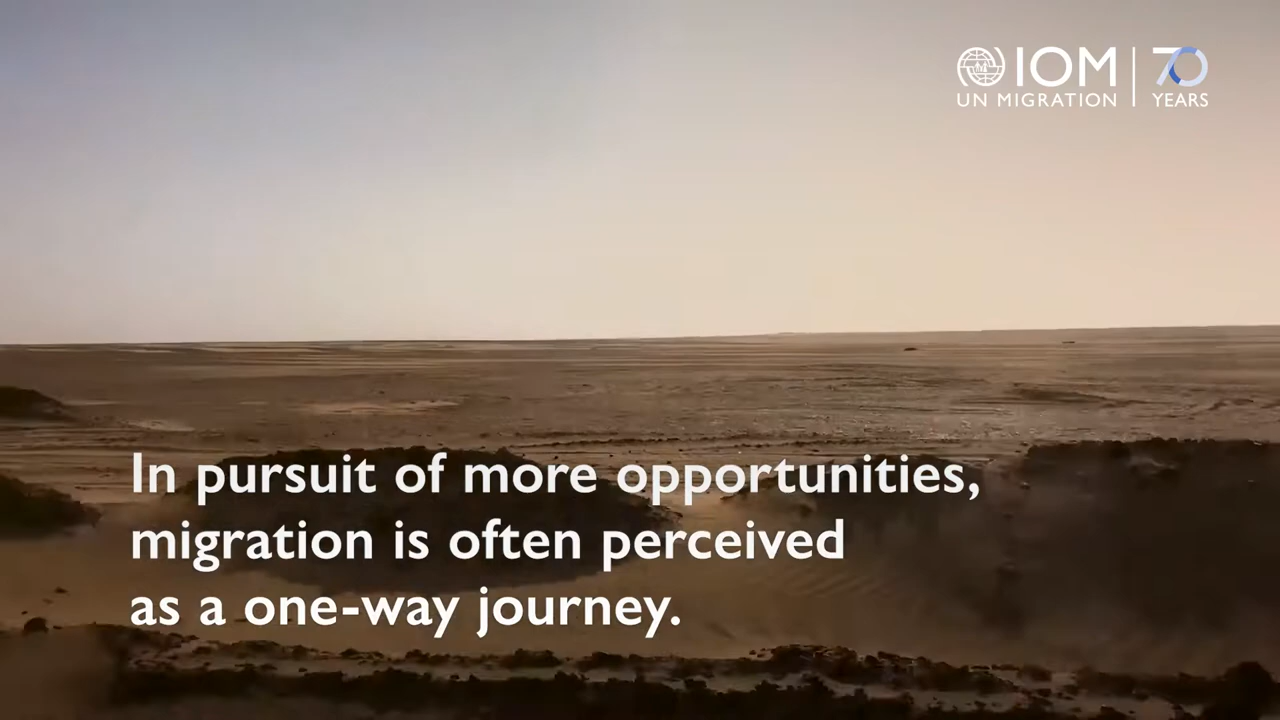 IOM
UN MIGRATION
70
YEARS
In pursuit of more opportunities,
migration is often perceived
as a one-way journey.